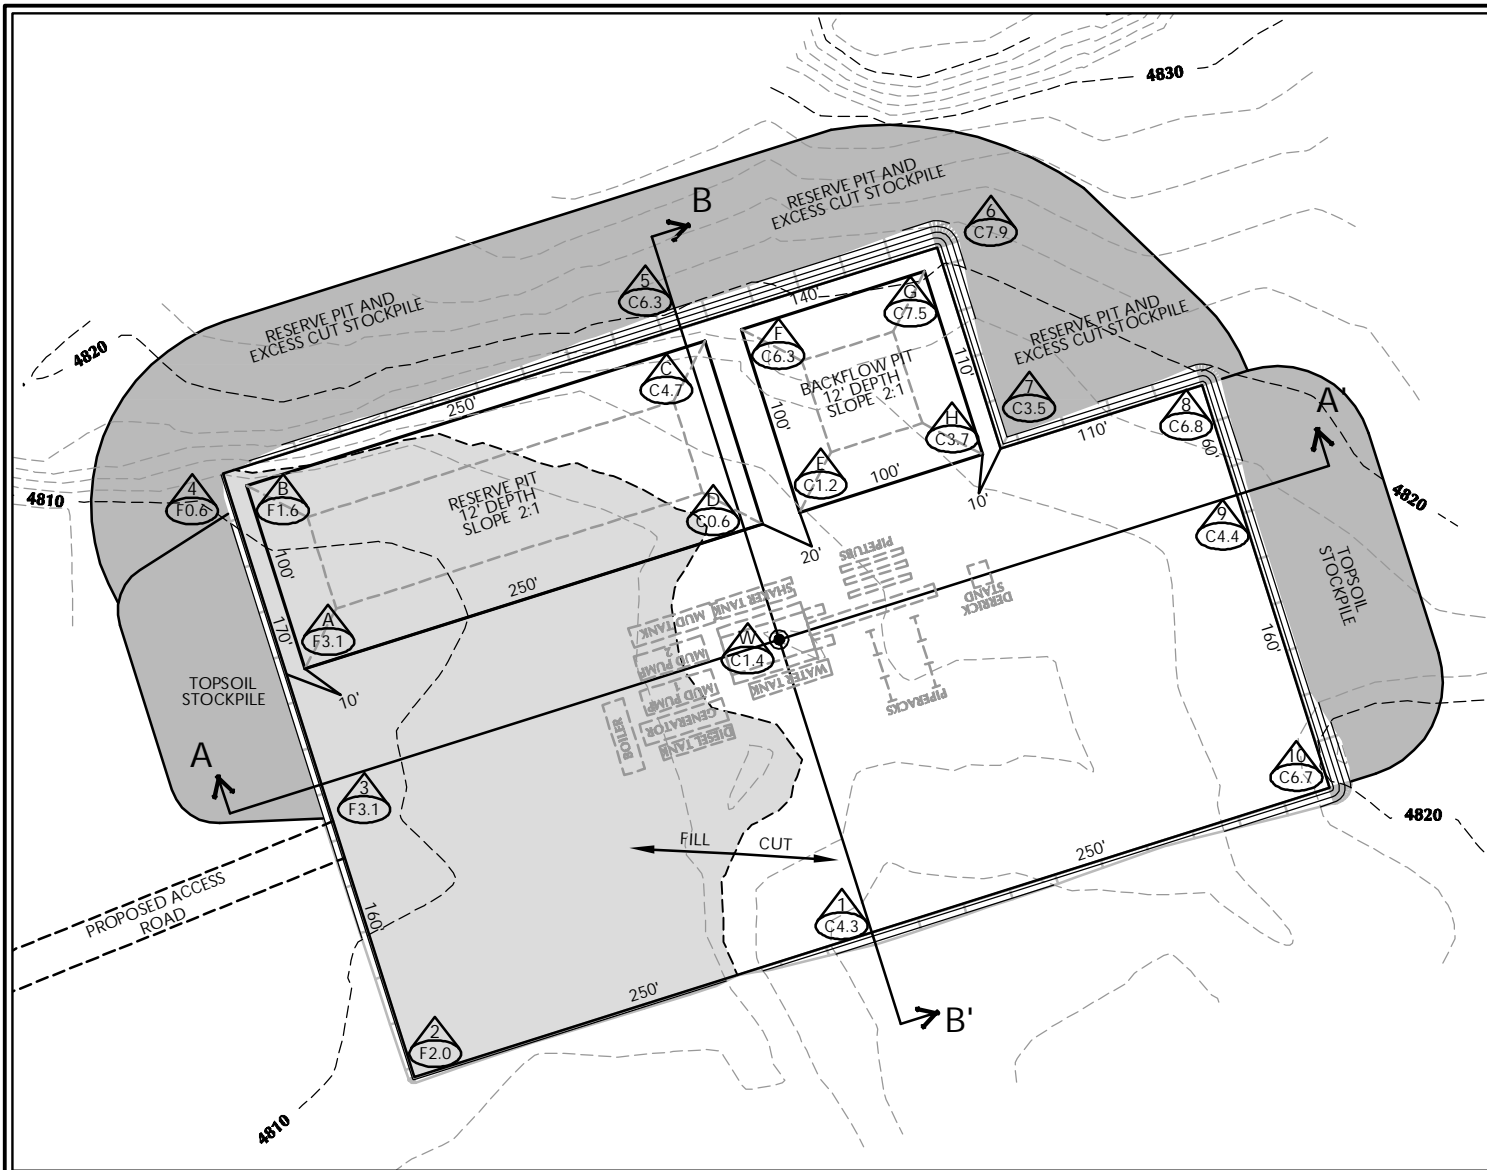 4830
RESERVE PIT AND
EXCESS CUT STOCKPILE
6
C7.9
B
5
C6.3
140'
G
C7.5
RESERVE PIT AND
EXCESS CUT STOCKPILE
RESERVE PIT AND
EXCESS CUT STOCKPILE
4820
F
C6.3
110'
BACKFLOW PIT
12' DEPTH
SLOPE 2:1
C
C4.7
250'
7
C3.5
8
C6.8
A'
110'
60'
H
C3.7
100'
E
C1.2
100'
10'
4810
4
F0.6
B
F1.6
RESERVE PIT
12' DEPTH
SLOPE 2:1
D
C0.6
9
C4.4
4820
20'
PIPETUBS
DERRICK
STAND
TOPSOIL
STOCKPILE
100'
250'
A
F3.1
170'
SHAKER TANK
MUD TANK
W
C1.4
MUD PUMP
2
MUD PUMP
1
WATER TANK
PIPERACKS
160'
TOPSOIL
STOCKPILE
10'
GENERATOR
BOILER
DIESEL TANK
A
3
F3.1
10
C6.7
4820
FILL
CUT
250'
PROPOSED ACCESS
ROAD
160'
1
C4.3
250'
B'
2
F2.0
4810